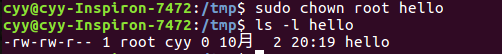 cyy@cyy-Inspiron-7472:/tmp$ sudo chown root hello
cyy@cyy-Inspiron-7472:/tmp$ ls -l hello
-rw-rw-r-- 1 root cyy 0 10月  2 20:19 hello